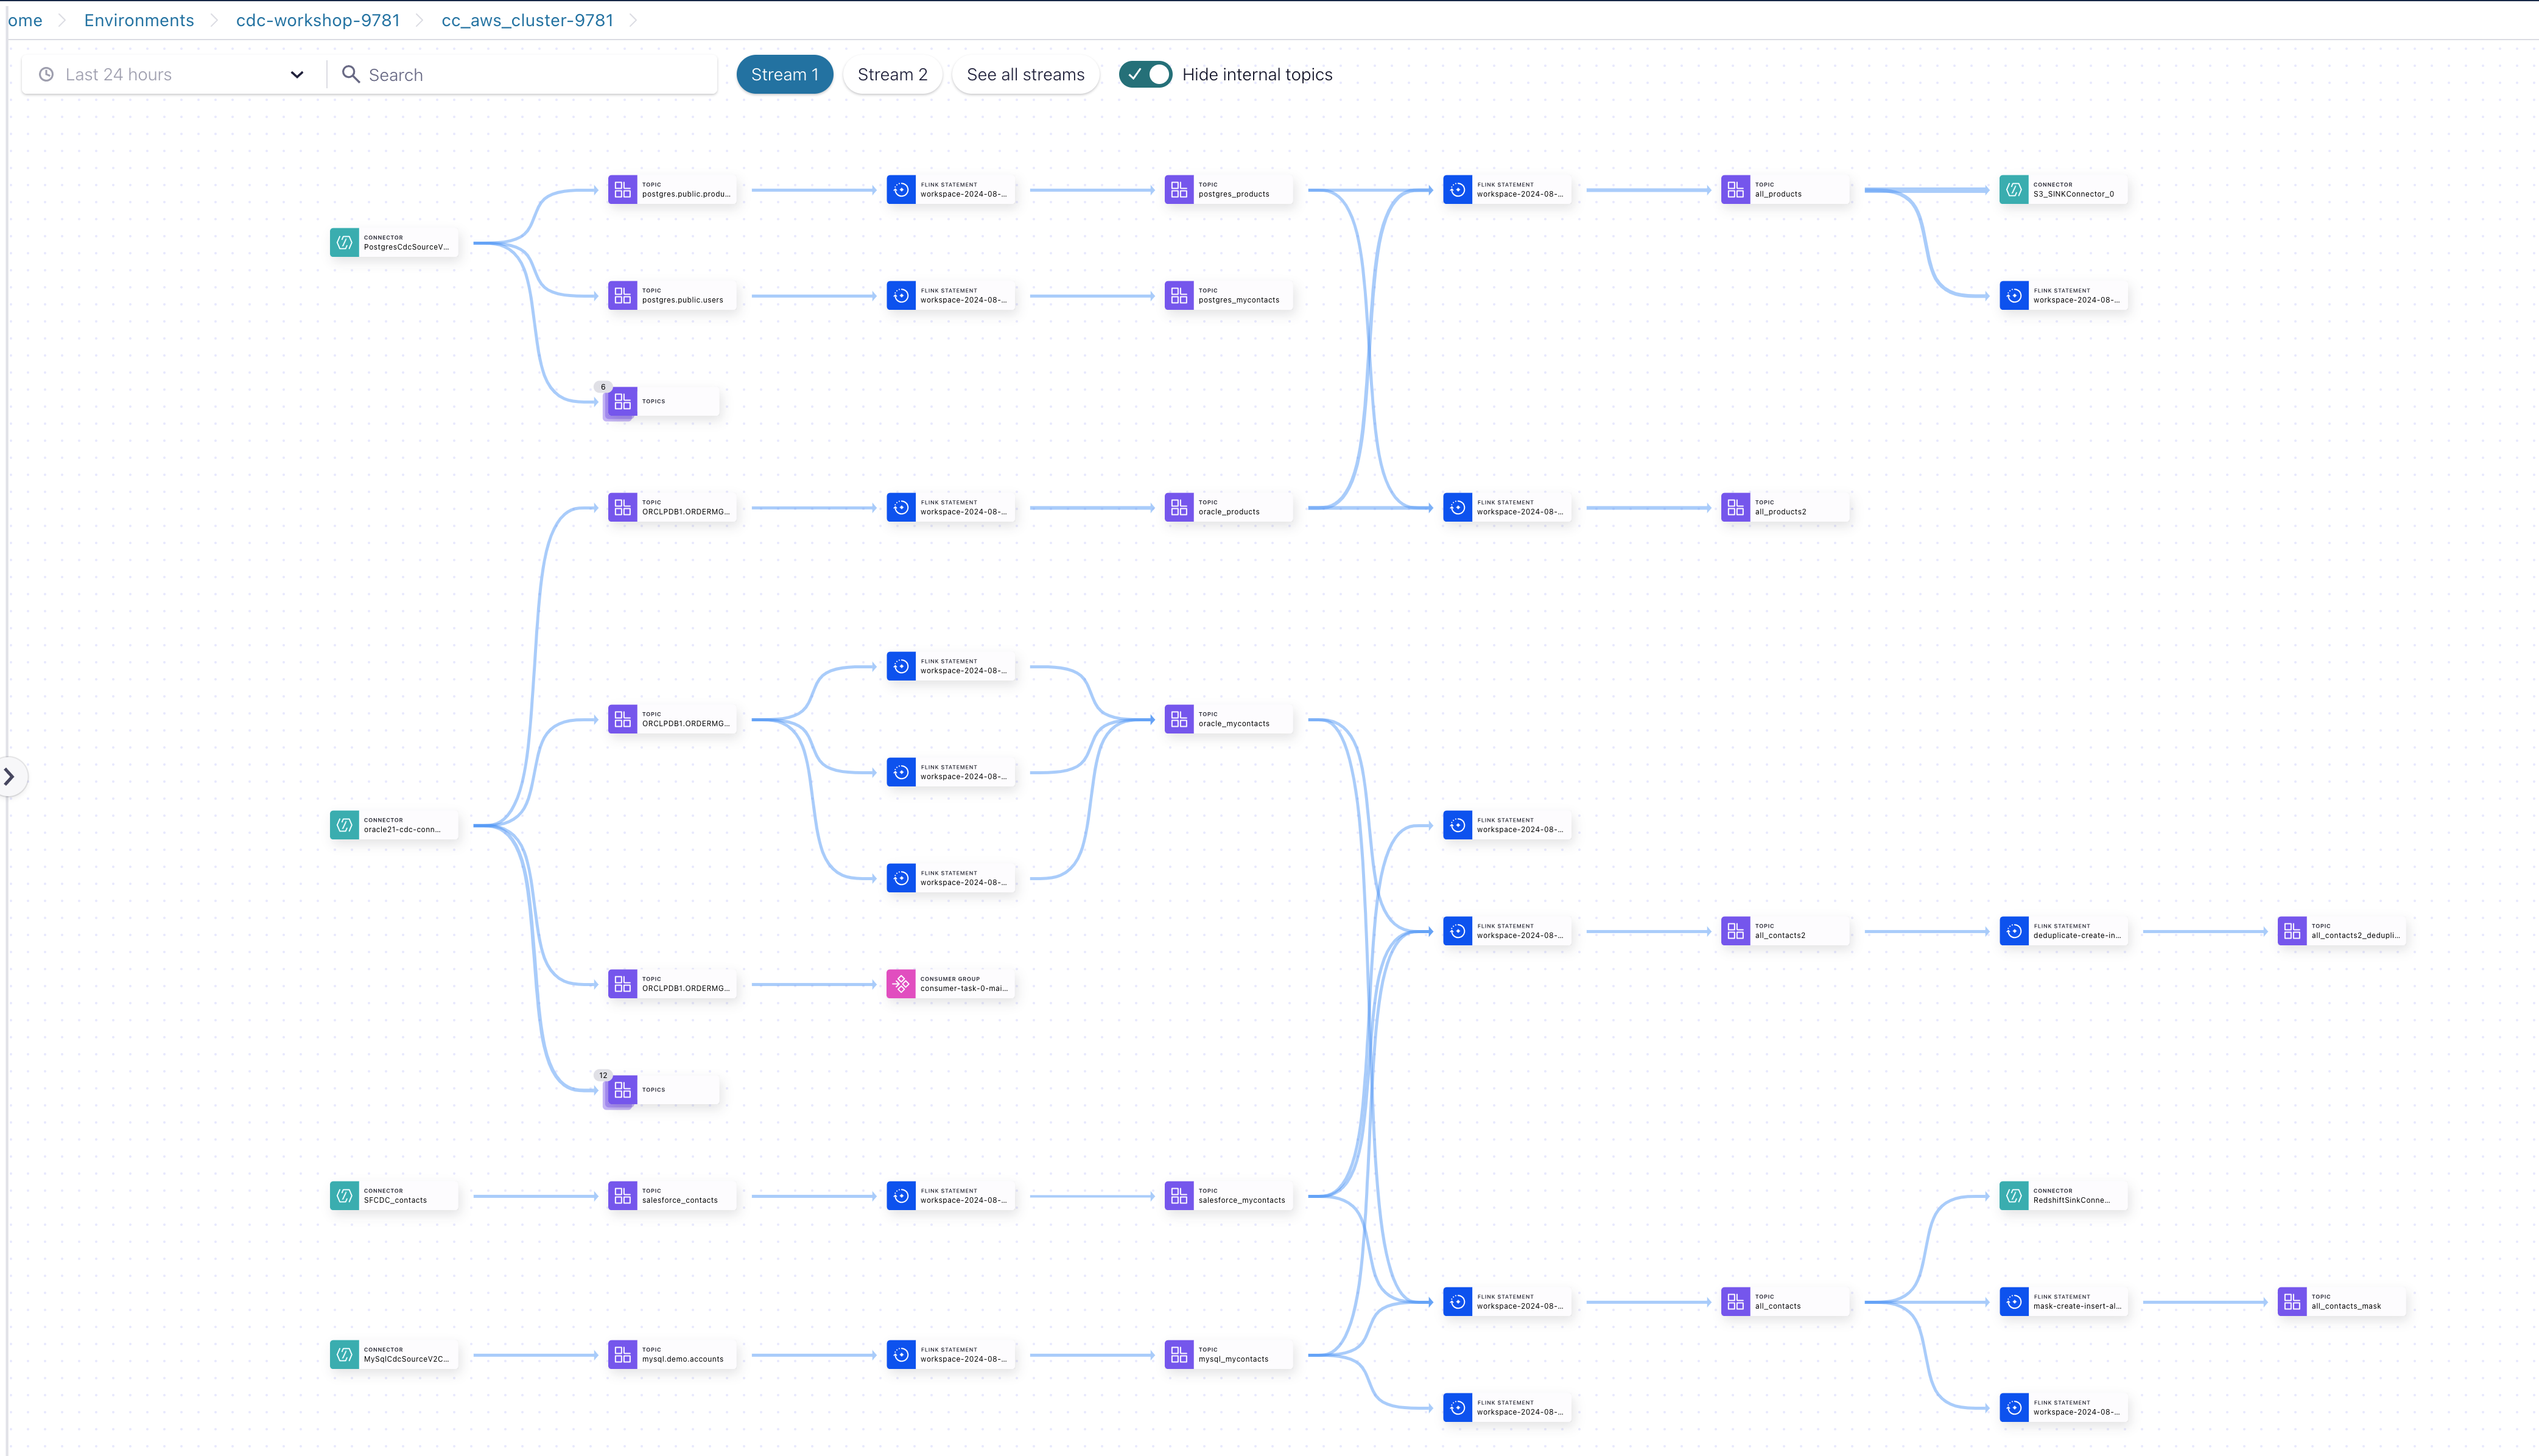 ome > Environments > cdc-workshop-9781 > cc_aws_cluster-9781 >
Last 24 hours
Search
Stream 1
Stream 2
See all streams
Hide internal topics
TOPIC
postgres.public.produ...
FLINK STATEMENT
workspace-2024-08-...
TOPIC
postgres_products
FLINK STATEMENT
workspace-2024-08-...
TOPIC
all_products
CONNECTOR
S3_SINKConnector_0
CONNECTOR
PostgresCdcSourceV...
TOPIC
postgres.public.users
FLINK STATEMENT
workspace-2024-08-...
TOPIC
postgres_mycontacts
FLINK STATEMENT
workspace-2024-08-...
6
TOPICS
TOPIC
ORCLPDB1.ORDERMG...
FLINK STATEMENT
workspace-2024-08-...
TOPIC
oracle_products
FLINK STATEMENT
workspace-2024-08-...
TOPIC
all_products2
FLINK STATEMENT
workspace-2024-08-...
TOPIC
ORCLPDB1.ORDERMG...
TOPIC
oracle_mycontacts
FLINK STATEMENT
workspace-2024-08-...
CONNECTOR
oracle21-cdc-conn...
FLINK STATEMENT
workspace-2024-08-...
FLINK STATEMENT
workspace-2024-08-...
FLINK STATEMENT
workspace-2024-08-...
TOPIC
all_contacts2
FLINK STATEMENT
deduplicate-create-in...
TOPIC
all_contacts2_dedupli...
TOPIC
ORCLPDB1.ORDERMG...
CONSUMER GROUP
consumer-task-0-mai...
12
TOPICS
CONNECTOR
SFCDC_contacts
TOPIC
salesforce_contacts
FLINK STATEMENT
workspace-2024-08-...
TOPIC
salesforce_mycontacts
CONNECTOR
RedshiftSinkConne...
FLINK STATEMENT
workspace-2024-08-...
TOPIC
all_contacts
FLINK STATEMENT
mask-create-insert-al...
TOPIC
all_contacts_mask
CONNECTOR
MySqlCdcSourceV2C...
TOPIC
mysql.demo.accounts
FLINK STATEMENT
workspace-2024-08-...
TOPIC
mysql_mycontacts
FLINK STATEMENT
workspace-2024-08-...
FLINK STATEMENT
workspace-2024-08-...